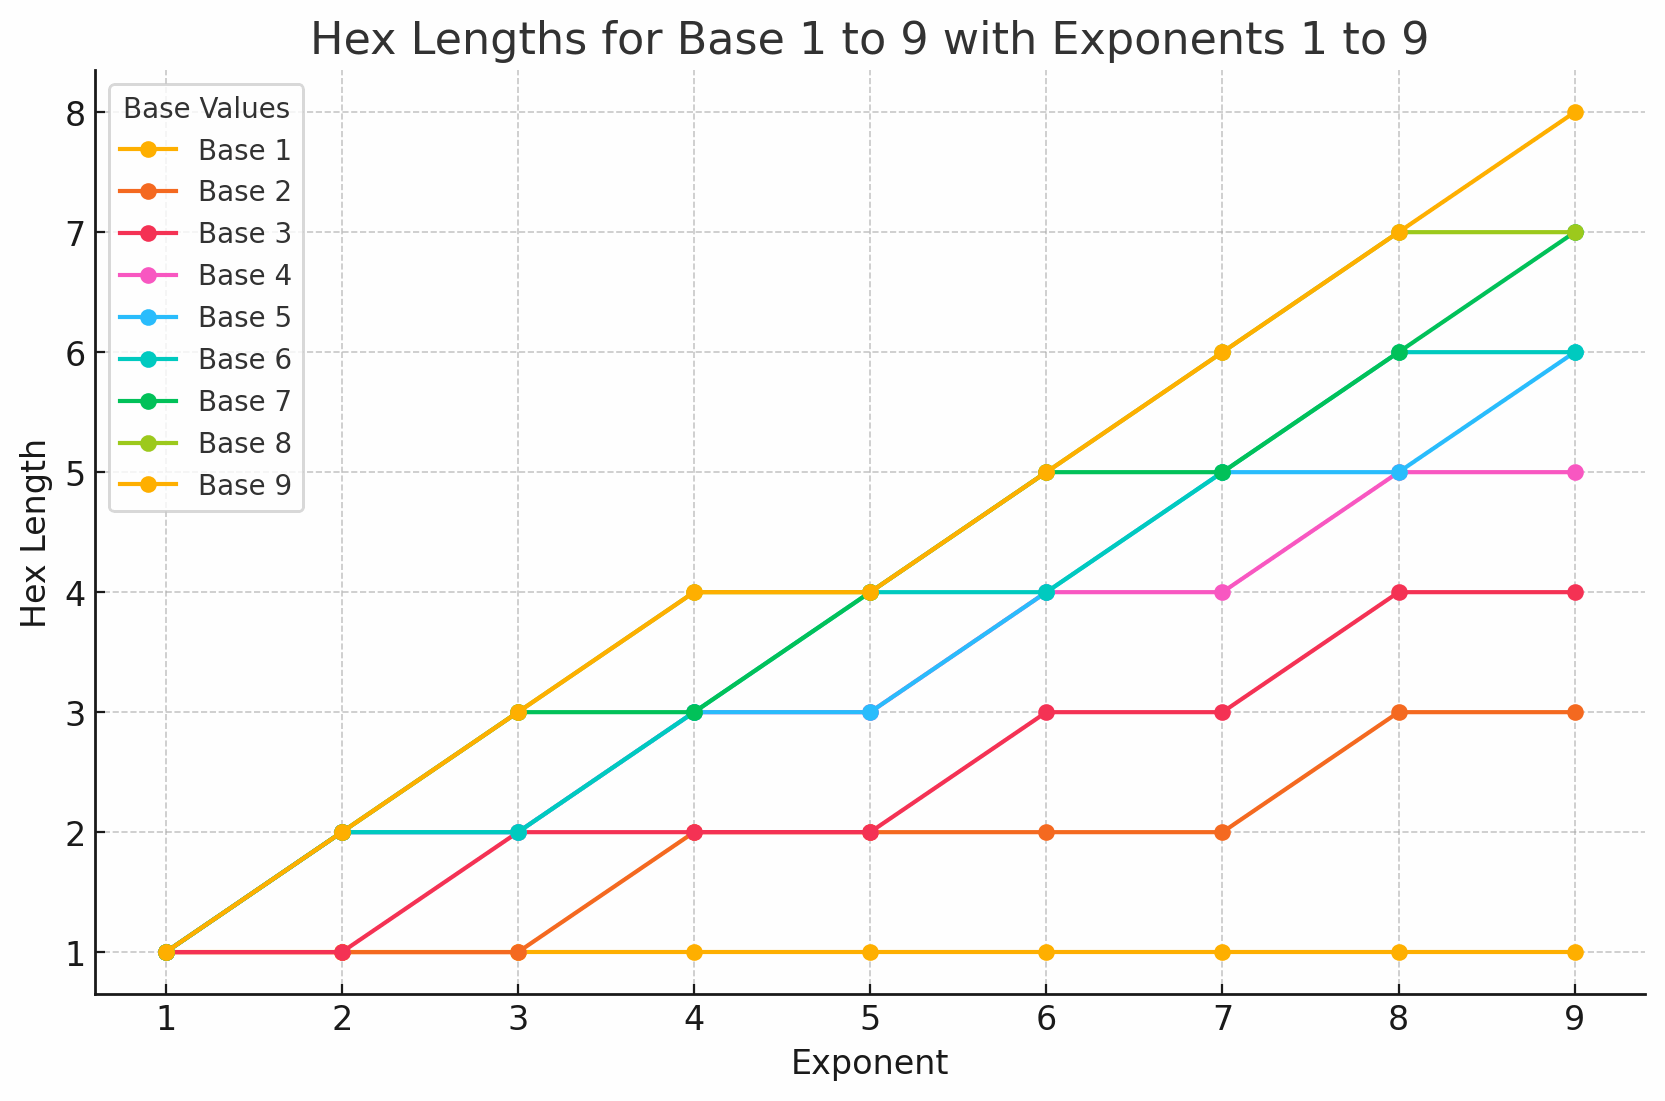 Hex Lengths for Base 1 to 9 with Exponents 1 to 9
Base Values
Base 1
Base 2
Base 3
Base 4
Base 5
Base 6
Base 7
Base 8
Base 9
Hex Length
8
7
6
5
4
3
2
1
1 2 3 4 5 6 7 8 9
Exponent